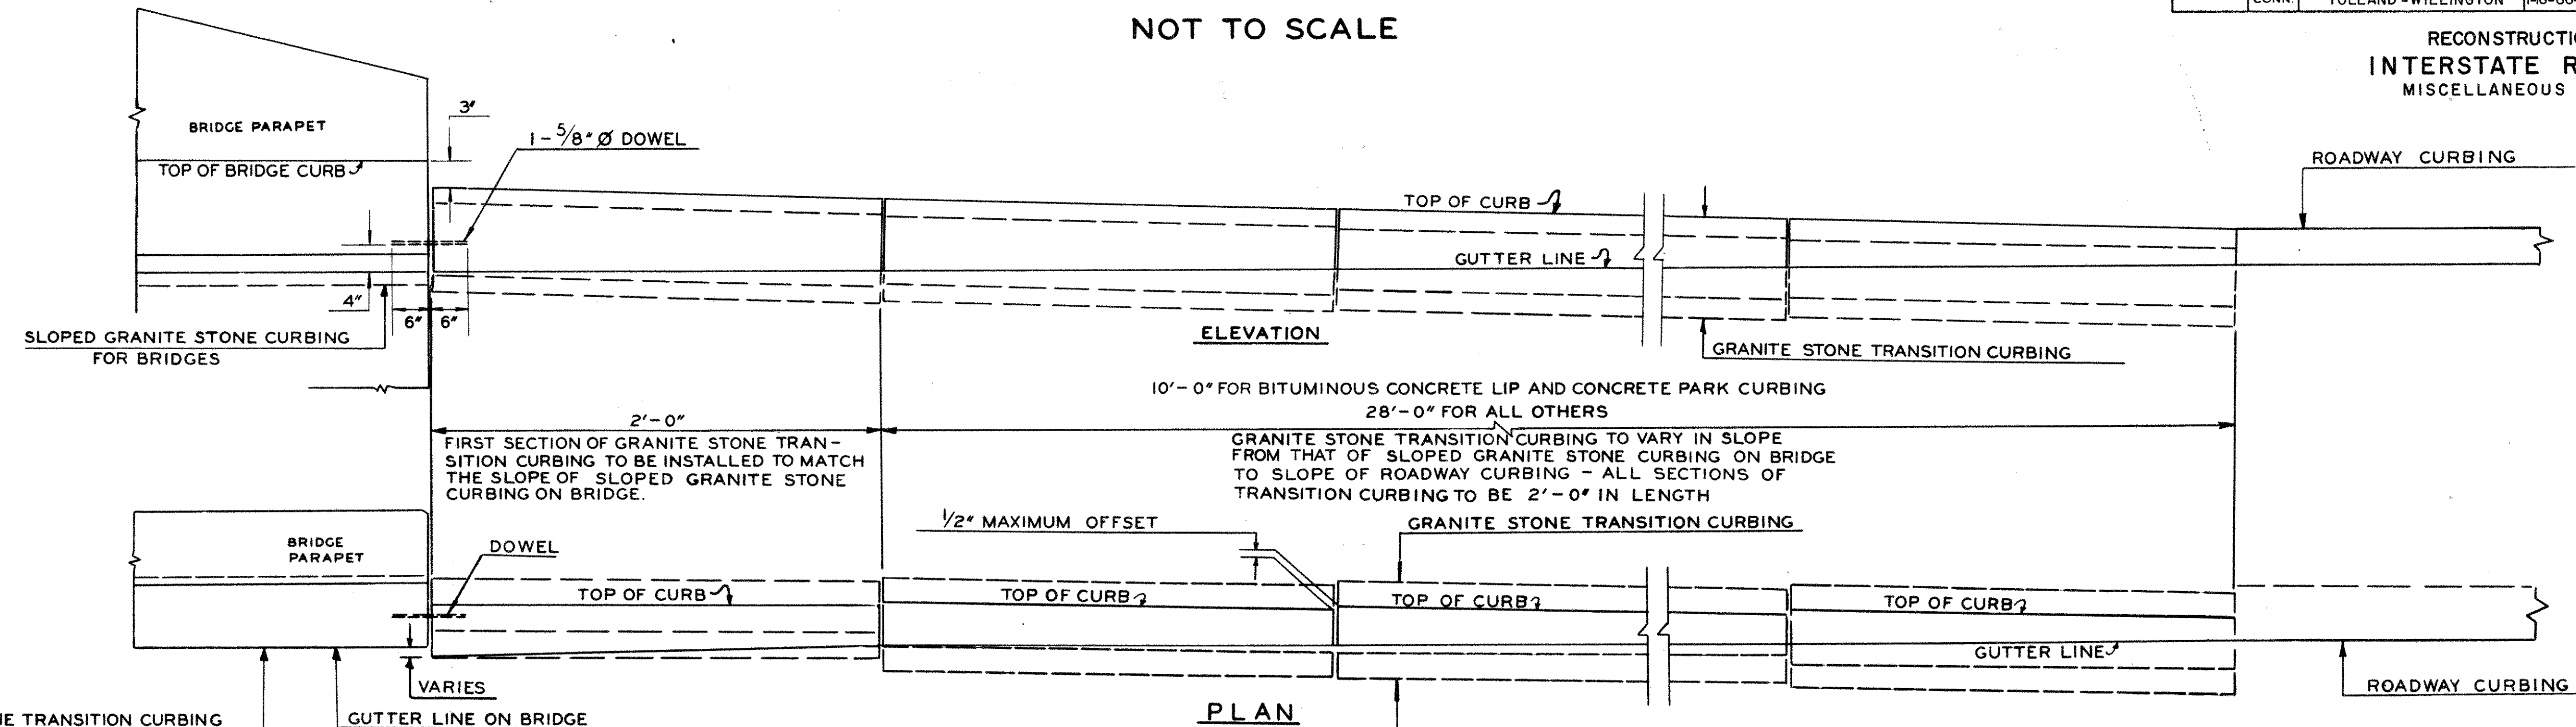 NOT TO SCALE
CONN.
TOLLAND - WILLINGTON
RECONSTRUCTI
INTERSTATE R
MISCELLANEOUS
3"
1 - 5/8" Ø DOWEL
BRIDGE PARAPET
TOP OF BRIDGE CURB
ROADWAY CURBING
TOP OF CURB
GUTTER LINE
4"
6"
6"
SLOPED GRANITE STONE CURBING
FOR BRIDGES
ELEVATION
GRANITE STONE TRANSITION CURBING
10'-0" FOR BITUMINOUS CONCRETE LIP AND CONCRETE PARK CURBING
28'-0" FOR ALL OTHERS
2'-0"
FIRST SECTION OF GRANITE STONE TRAN-
SITION CURBING TO BE INSTALLED TO MATCH
THE SLOPE OF SLOPED GRANITE STONE
CURBING ON BRIDGE.
GRANITE STONE TRANSITION CURBING TO VARY IN SLOPE
FROM THAT OF SLOPED GRANITE STONE CURBING ON BRIDGE
TO SLOPE OF ROADWAY CURBING - ALL SECTIONS OF
TRANSITION CURBING TO BE 2'-0" IN LENGTH
1/2" MAXIMUM OFFSET
GRANITE STONE TRANSITION CURBING
BRIDGE
PARAPET
DOWEL
TOP OF CURB
TOP OF CURB
TOP OF CURB
TOP OF CURB
GUTTER LINE
VARIES
ROADWAY CURBING
NE TRANSITION CURBING
GUTTER LINE ON BRIDGE
PLAN